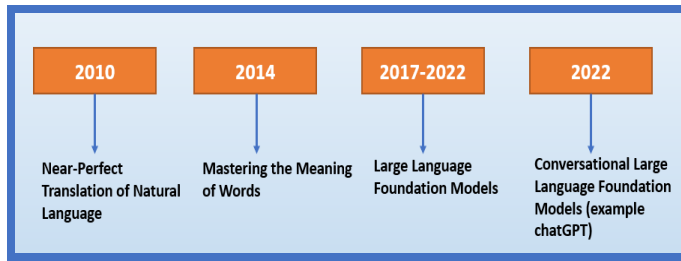 2010
2014
2017-2022
2022
Near-Perfect
Translation of Natural
Language
Mastering the Meaning
of Words
Large Language
Foundation Models
Conversational Large
Language Foundation
Models (example
chatGPT)